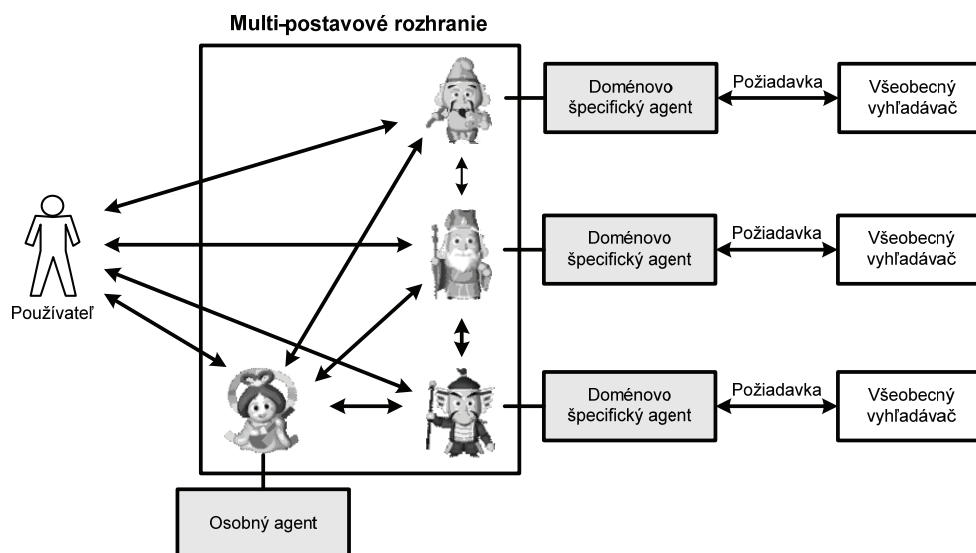 Multi-postavové rozhranie
Doménovo
špecifický agent
Požiadavka
Všeobecný
vyhľadávač
Doménovo
špecifický agent
Požiadavka
Všeobecný
vyhľadávač
Používateľ
Doménovo
špecifický agent
Požiadavka
Všeobecný
vyhľadávač
Osobný agent